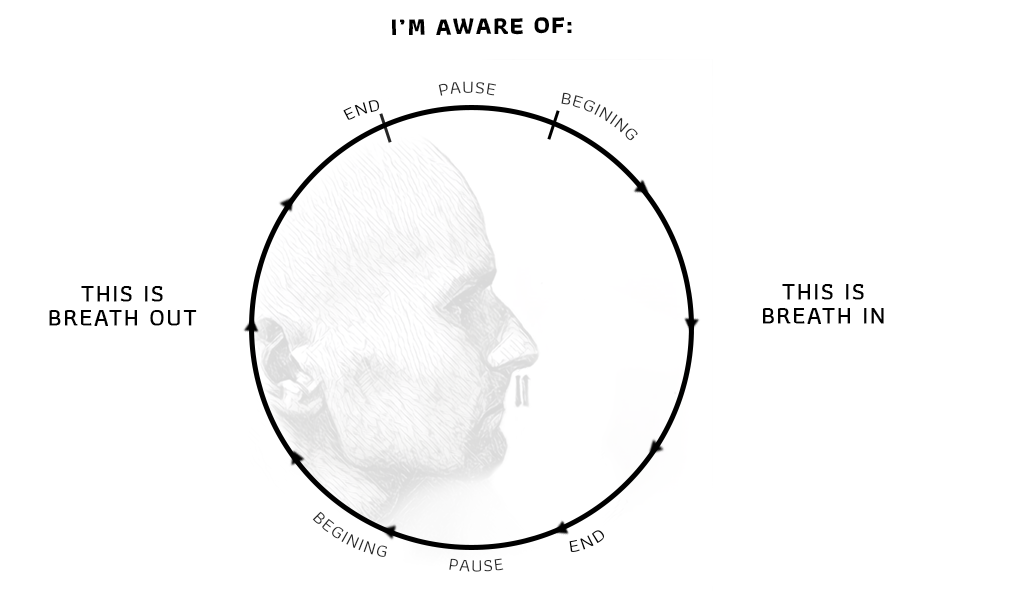 I'M AWARE OF:
PAUSE
END
BEGINING
THIS IS
BREATH OUT
THIS IS
BREATH IN
BEGINING
END
PAUSE